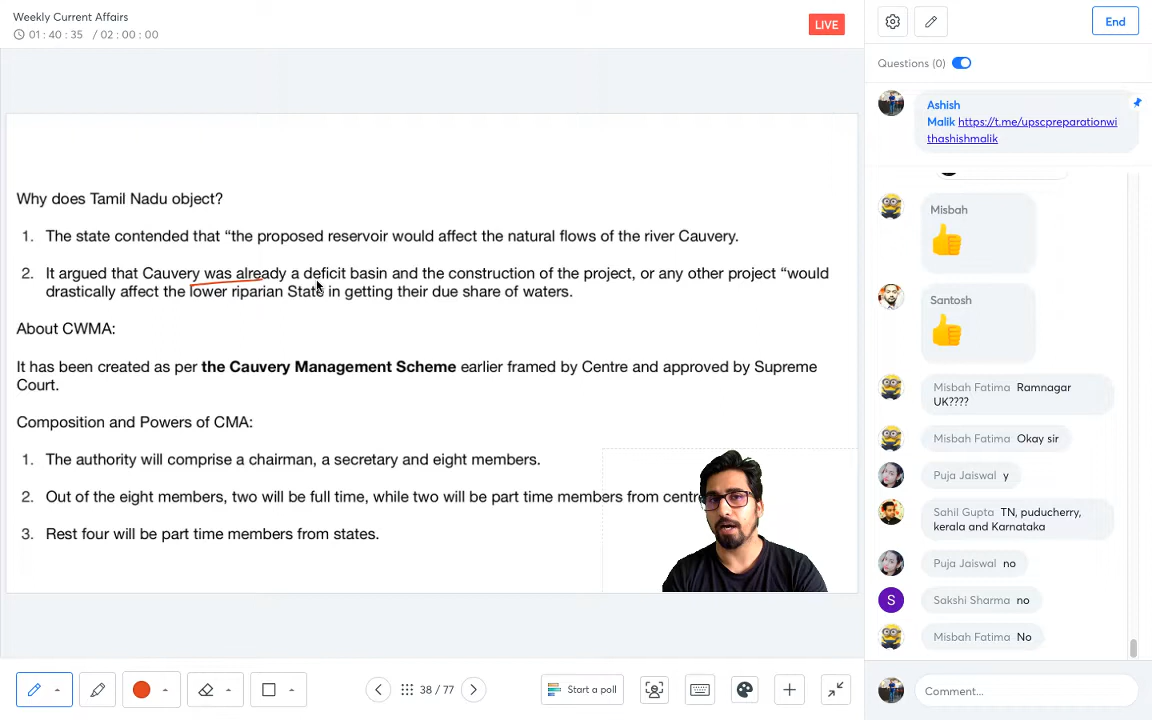 Weekly Current Affairs
01 : 40 : 35 / 02 : 00 : 00
LIVE
End
Questions (0)
Ashish
Malik https://t.me/upscpreparationwi
thashishmalik
Why does Tamil Nadu object?
1. The state contended that “the proposed reservoir would affect the natural flows of the river Cauvery.
2. It argued that Cauvery was already a deficit basin and the construction of the project, or any other project “would
drastically affect the lower riparian State in getting their due share of waters.
About CWMA:
It has been created as per the Cauvery Management Scheme earlier framed by Centre and approved by Supreme
Court.
Composition and Powers of CMA:
1. The authority will comprise a chairman, a secretary and eight members.
2. Out of the eight members, two will be full time, while two will be part time members from centre
3. Rest four will be part time members from states.
Misbah
Santosh
Misbah Fatima Ramnagar
UK????
Misbah Fatima Okay sir
Puja Jaiswal y
Sahil Gupta TN, puducherry,
kerala and Karnataka
Puja Jaiswal no
S
Sakshi Sharma no
Misbah Fatima No
38 / 77
Start a poll
Comment...